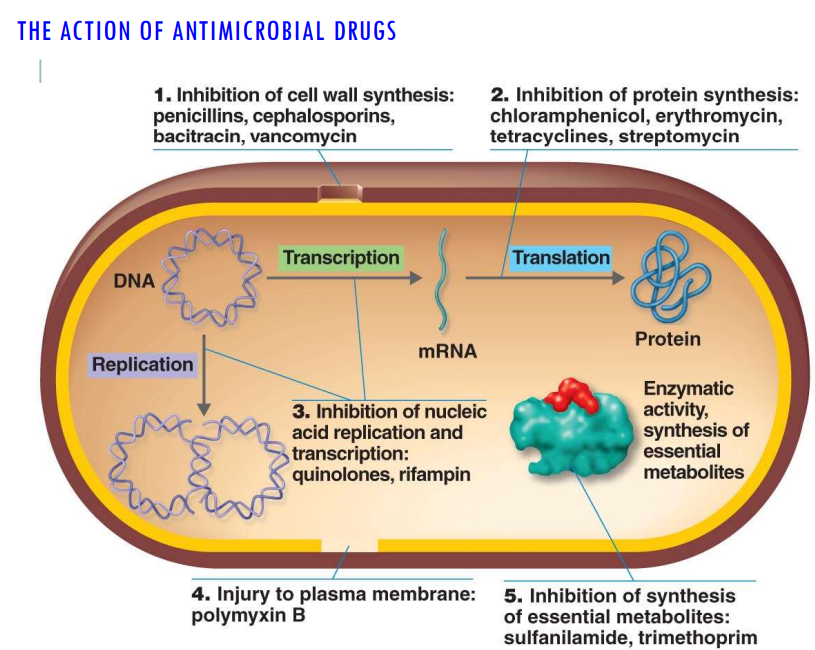 THE ACTION OF ANTIMICROBIAL DRUGS
1. Inhibition of cell wall synthesis:
penicillins, cephalosporins,
bacitracin, vancomycin
2. Inhibition of protein synthesis:
chloramphenicol, erythromycin,
tetracyclines, streptomycin
Transcription
Translation
DNA
mRNA
Protein
Replication
3. Inhibition of nucleic
acid replication and
transcription:
quinolones, rifampin
Enzymatic
activity,
synthesis of
essential
metabolites
4. Injury to plasma membrane:
polymyxin B
5. Inhibition of synthesis
of essential metabolites:
sulfanilamide, trimethoprim